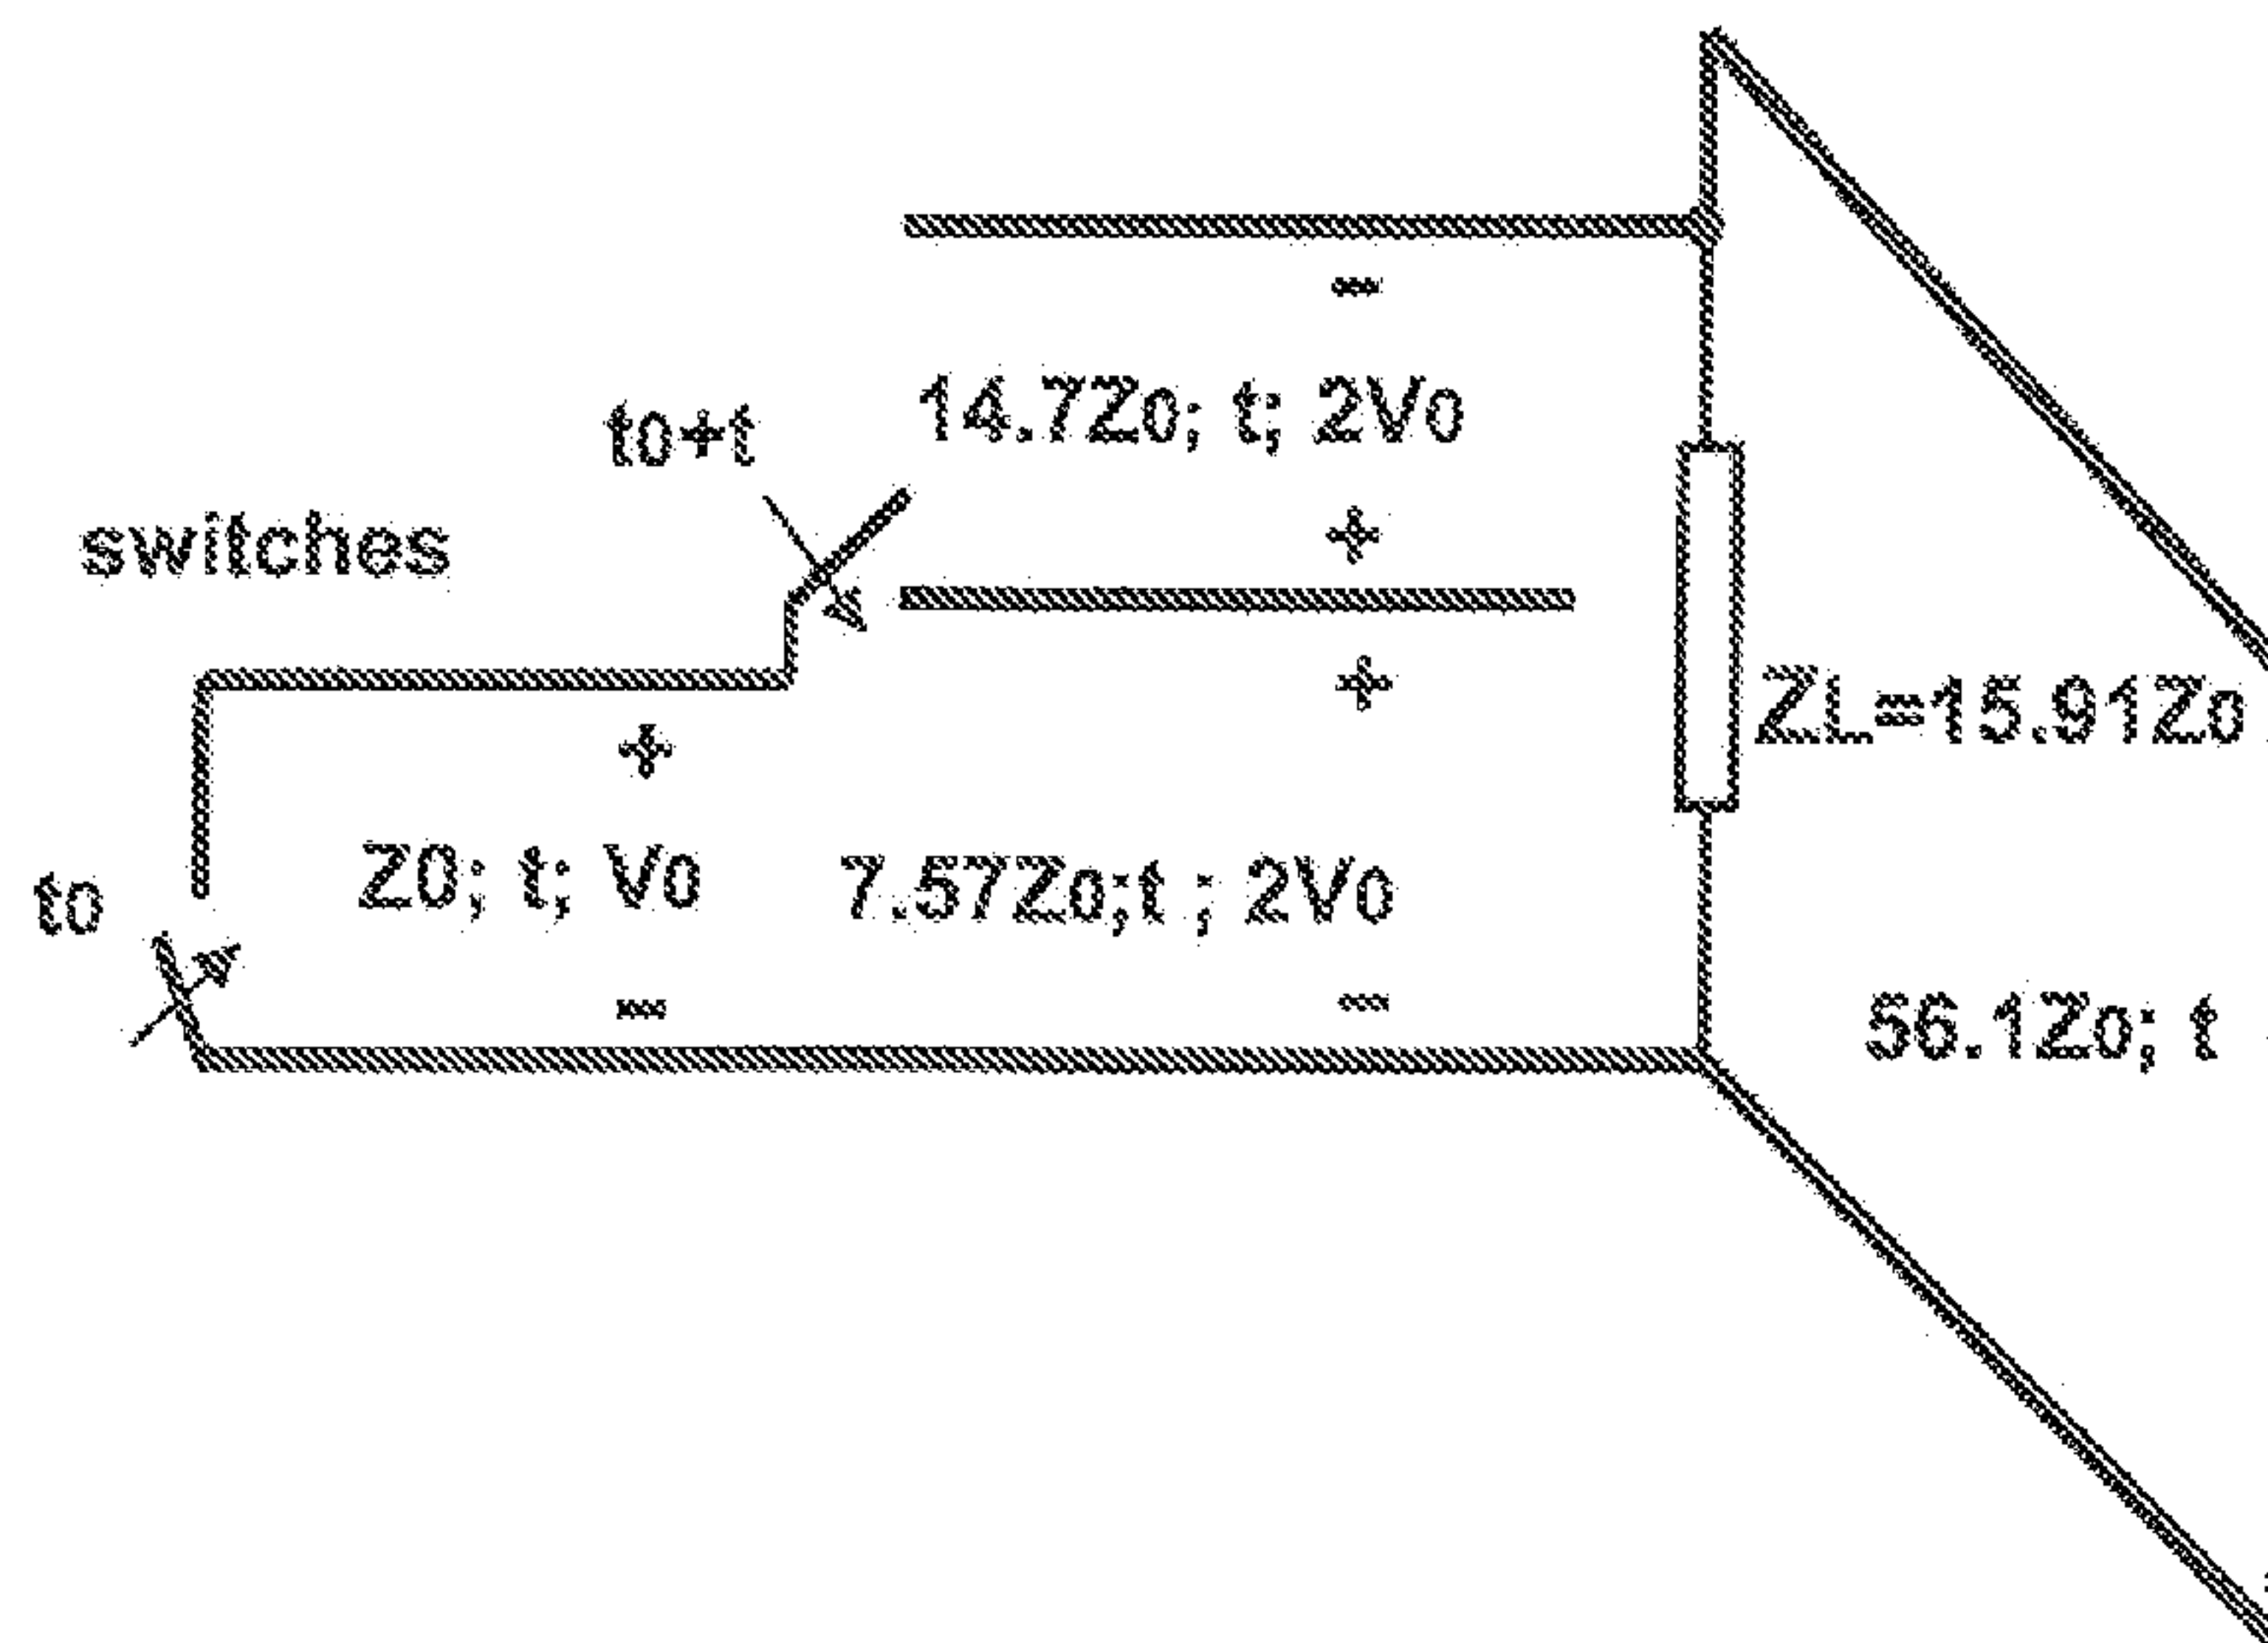 14.7Z0; t; 2V0
t0+t
switches
+
+
ZL=15.91Z0
+
Z0; t; V0
7.57Z0;t ; 2V0
t0
56.1Z0; t